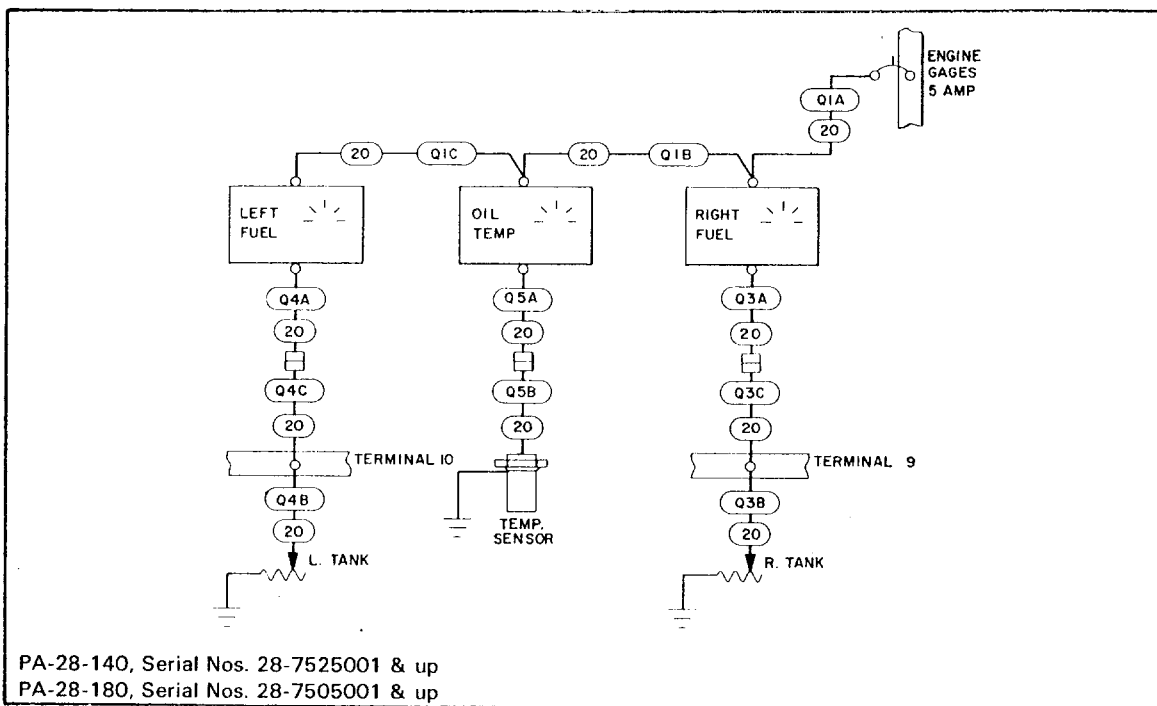 ENGINE
GAGES
5 AMP
Q1A
20
20 Q1C 20 Q1B
LEFT
FUEL
OIL
TEMP
RIGHT
FUEL
Q4A Q5A Q3A
20 20 20
Q4C Q5B Q3C
20 20 20
TERMINAL 10
TERMINAL 9
Q4B Q3B
20 20
TEMP.
SENSOR
L. TANK
R. TANK
PA-28-140, Serial Nos. 28-7525001 & up
PA-28-180, Serial Nos. 28-7505001 & up